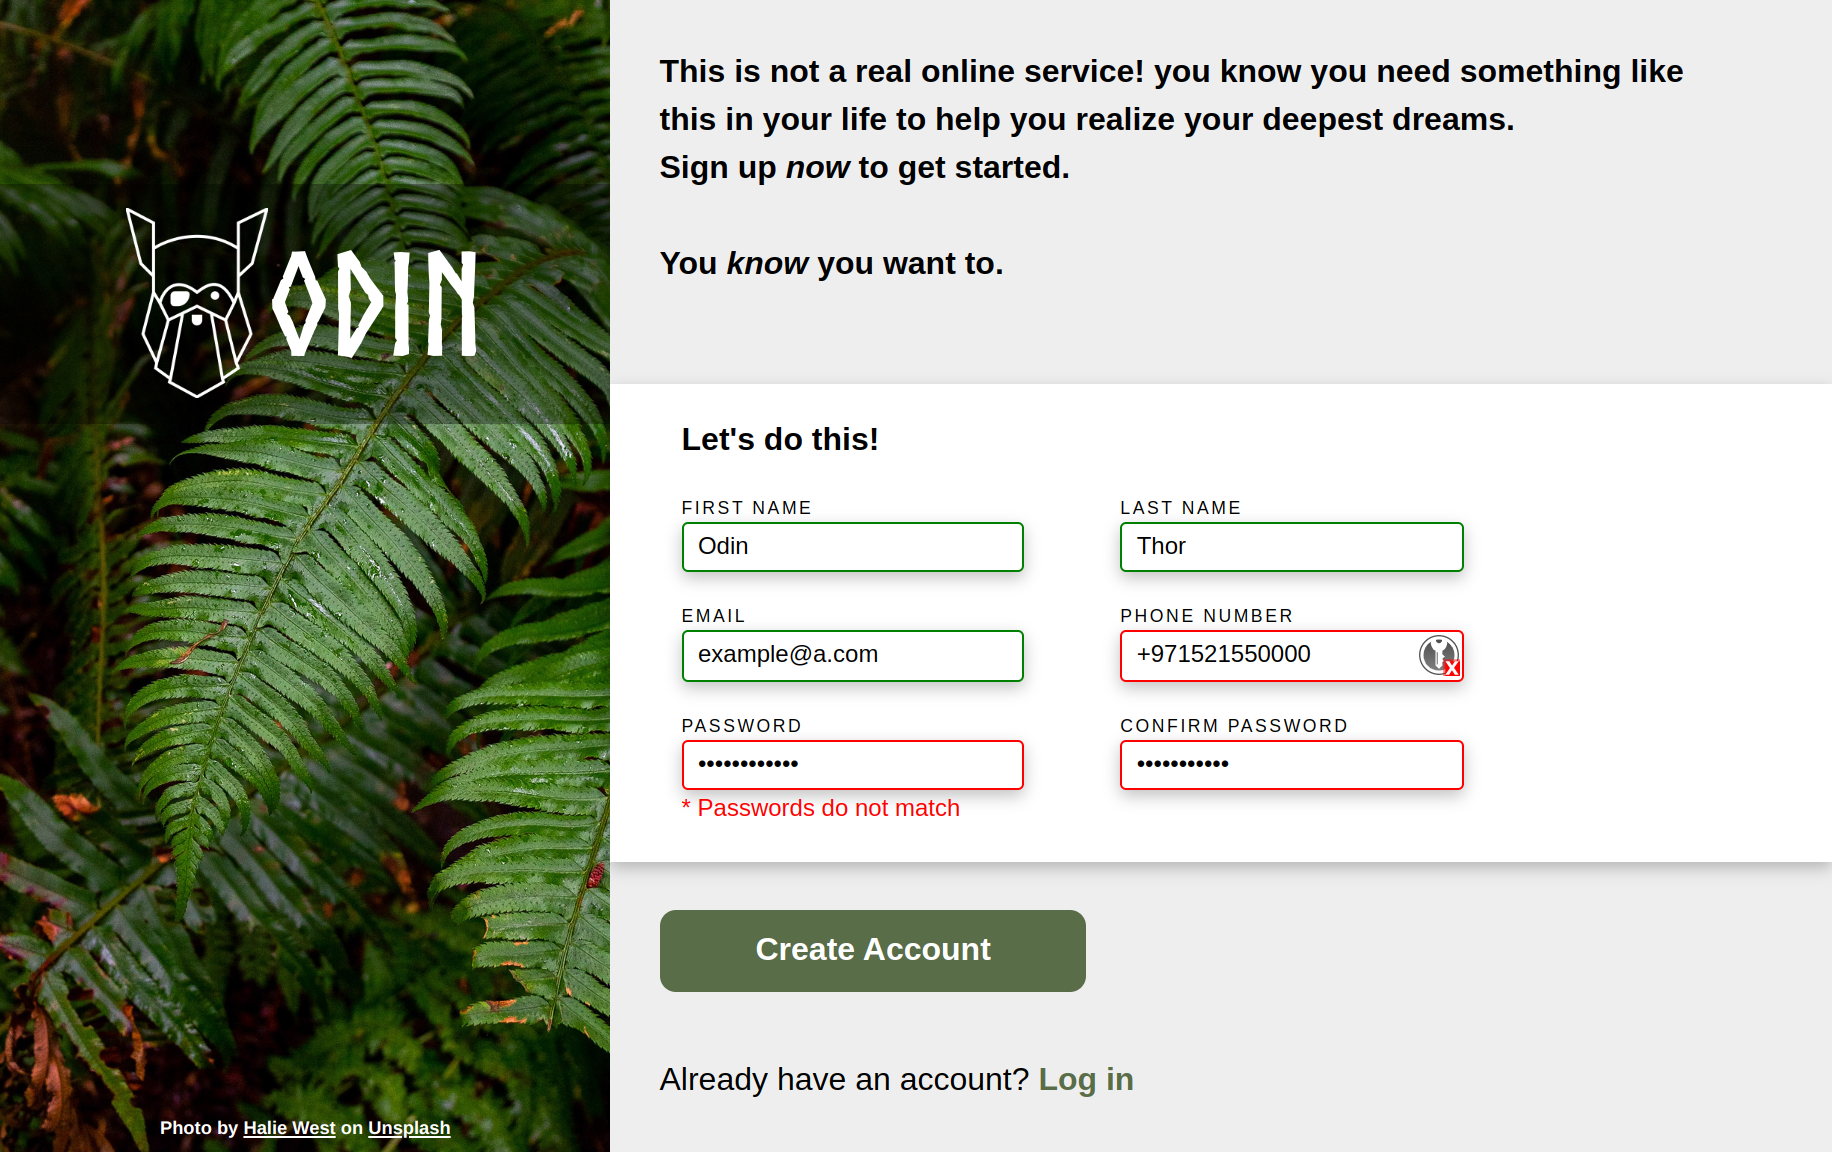 ODIN
Photo by Halie West on Unsplash
This is not a real online service! you know you need something like
this in your life to help you realize your deepest dreams.
Sign up now to get started.
You know you want to.
Let's do this!
FIRST NAME
Odin
LAST NAME
Thor
EMAIL
example@a.com
PHONE NUMBER
+971521550000
PASSWORD
••••••••••••
* Passwords do not match
CONFIRM PASSWORD
•••••••••••
Create Account
Already have an account? Log in